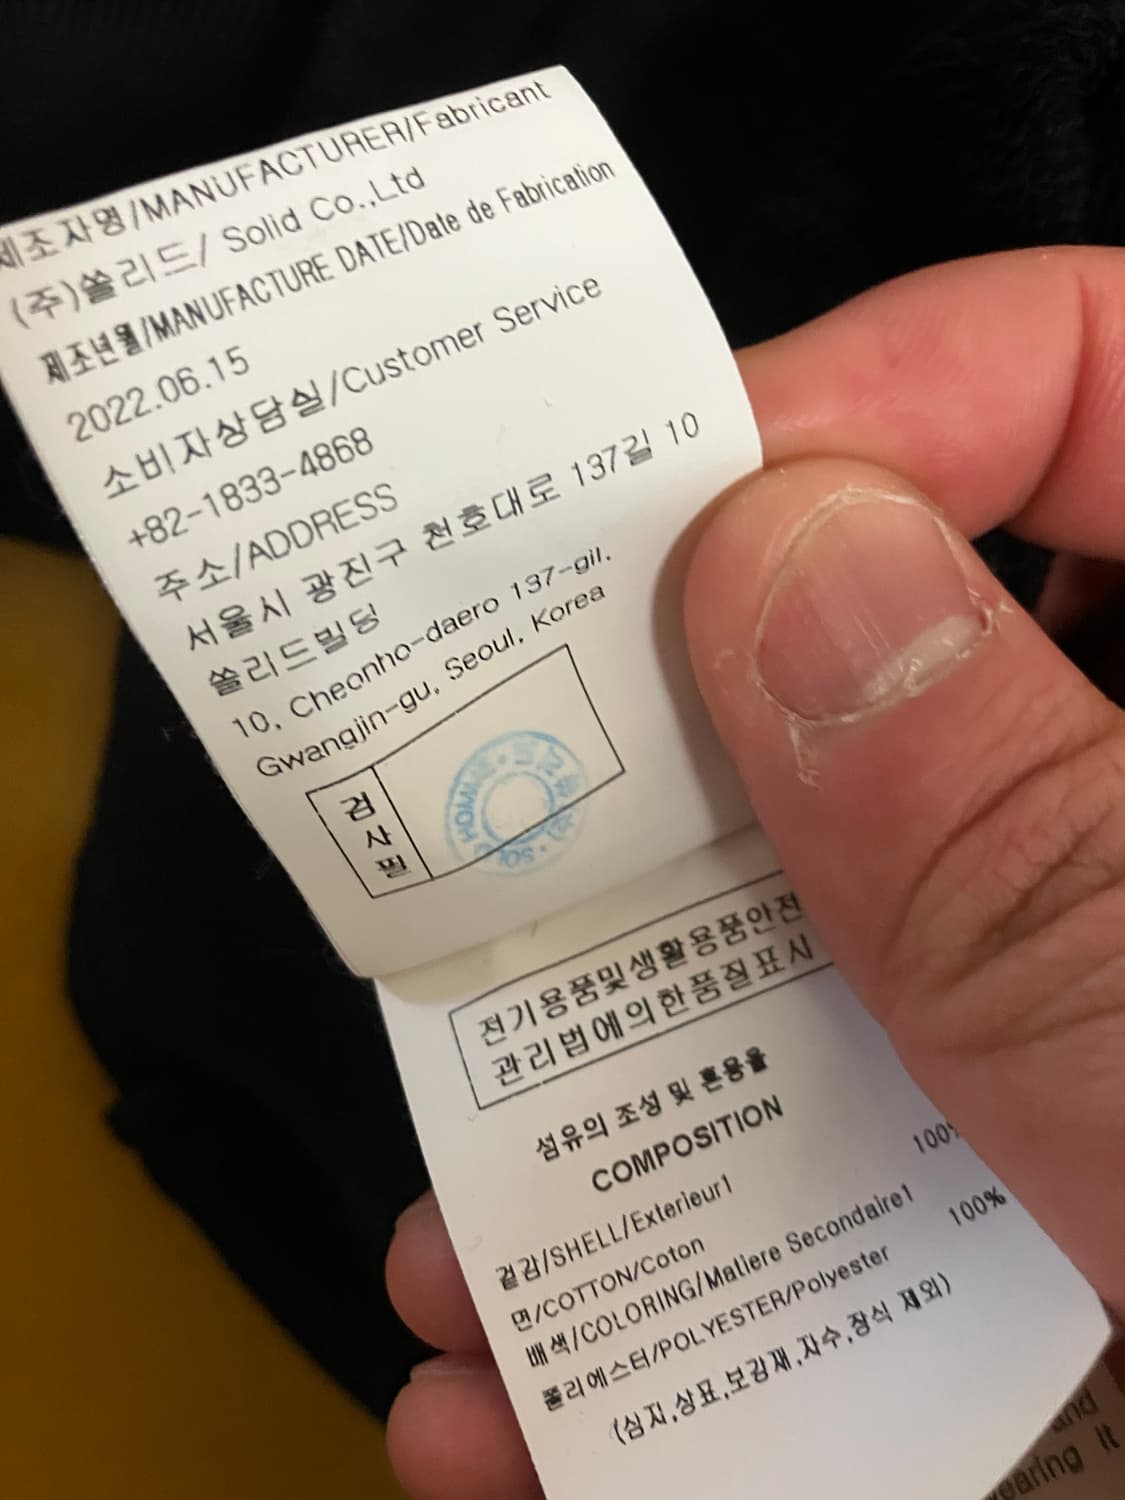 제조자명/MANUFACTURER/Fabricant
(주)쏠리드/ Solid Co.,Ltd
제조년월/MANUFACTURE DATE/Date de Fabrication
2022.06.15
소비자상담실/Customer Service
+82-1833-4868
주소/ADDRESS
서울시 광진구 천호대로 137길 10
쏠리드빌딩
10, Cheonho-daero 137-gil,
Gwangjin-gu, Seoul, Korea
검사필
HOMME
전기용품및생활용품안전
관리법에의한품질표시
섬유의 조성 및 혼용율
COMPOSITION
겉감/SHELL/Exterieur1
면/COTTON/Coton 100%
배색/COLORING/Matiere Secondaire1
폴리에스터/POLYESTER/Polyester 100%
(심지,상표,보강재,자수,장식 제외)
and
wearing it